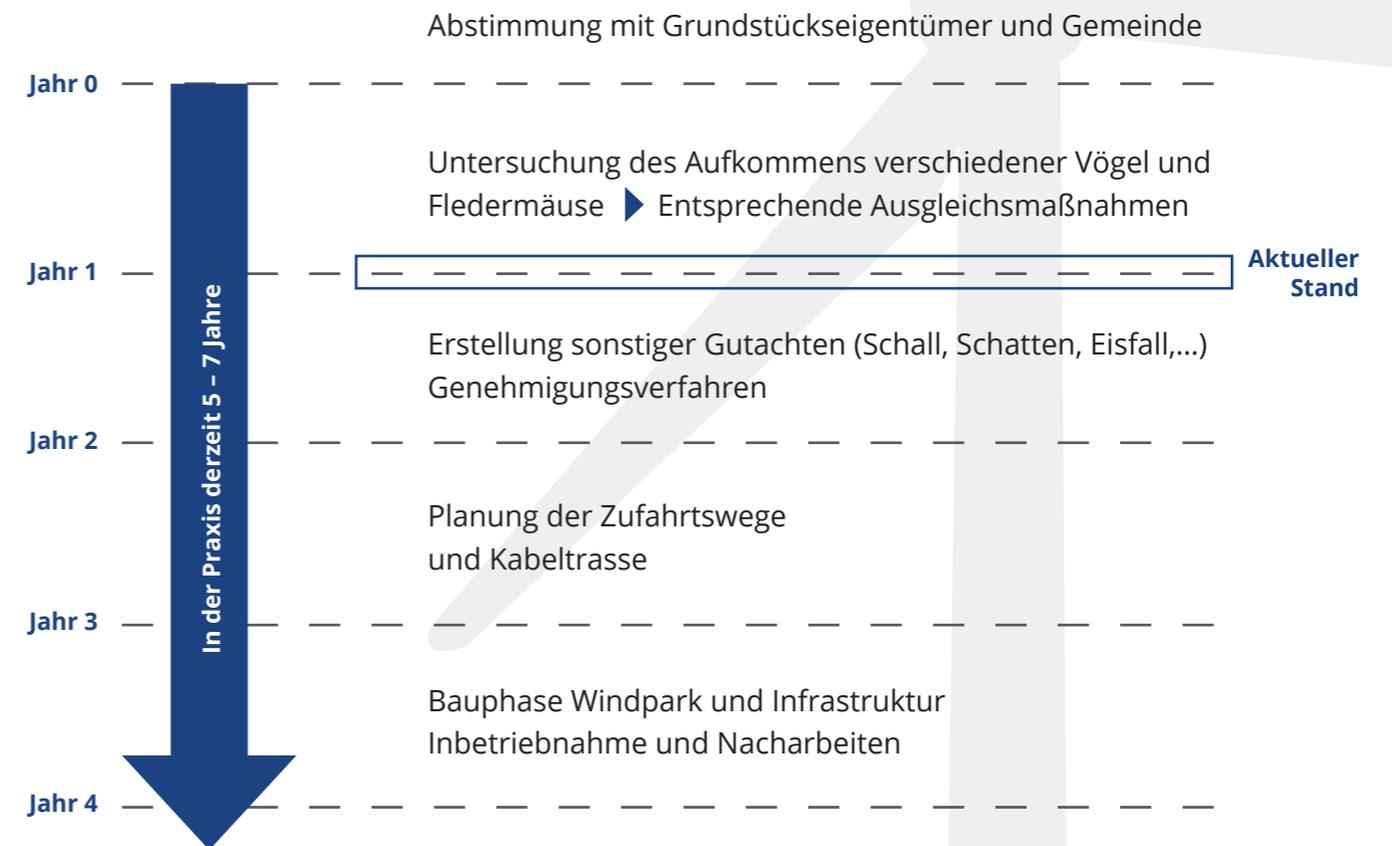 Abstimmung mit Grundstückseigentümer und Gemeinde
Jahr 0
Untersuchung des Aufkommens verschiedener Vögel und
Fledermäuse Entsprechende Ausgleichsmaßnahmen
Jahr 1
Aktueller
Stand
Erstellung sonstiger Gutachten (Schall, Schatten, Eisfall,...)
Genehmigungsverfahren
Jahr 2
In der Praxis derzeit 5 – 7 Jahre
Planung der Zufahrtswege
und Kabeltrasse
Jahr 3
Bauphase Windpark und Infrastruktur
Inbetriebnahme und Nacharbeiten
Jahr 4